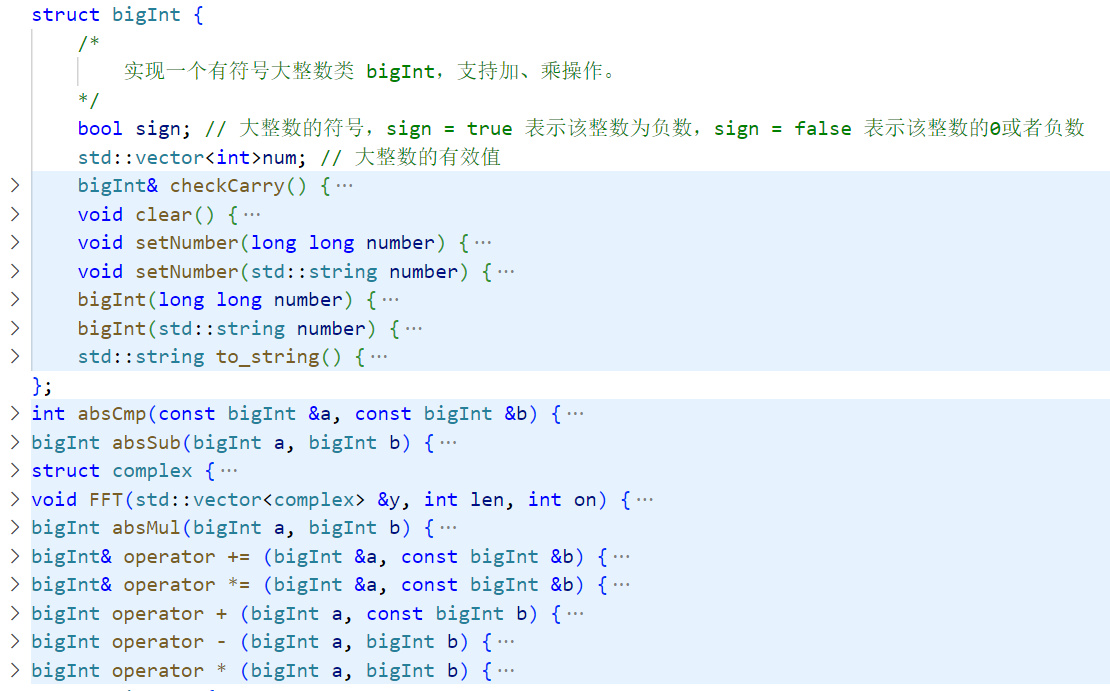 struct bigInt {
/*
实现一个有符号大整数类 bigInt，支持加、乘操作。
*/
bool sign; // 大整数的符号，sign = true 表示该整数为负数，sign = false 表示该整数的0或者负数
std::vector<int>num; // 大整数的有效值
bigInt& checkCarry() {…
void clear() {…
void setNumber(long long number) {…
void setNumber(std::string number) {…
bigInt(long long number) {…
bigInt(std::string number) {…
std::string to_string() {…
};
int absCmp(const bigInt &a, const bigInt &b) {…
bigInt absSub(bigInt a, bigInt b) {…
struct complex {…
void FFT(std::vector<complex> &y, int len, int on) {…
bigInt absMul(bigInt a, bigInt b) {…
bigInt& operator += (bigInt &a, const bigInt &b) {…
bigInt& operator *= (bigInt &a, const bigInt &b) {…
bigInt operator + (bigInt a, const bigInt b) {…
bigInt operator - (bigInt a, bigInt b) {…
bigInt operator * (bigInt a, bigInt b) {…